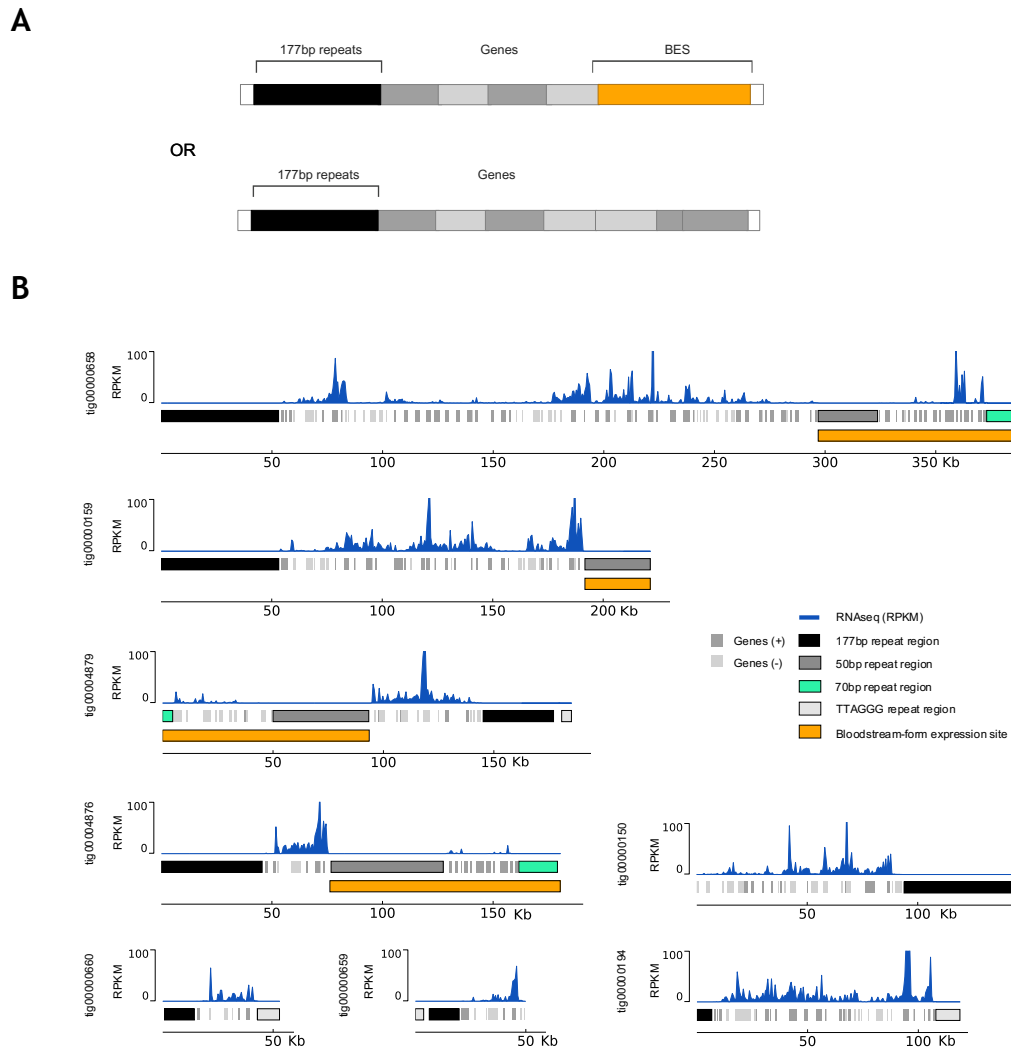 A
177bp repeats Genes BES
OR
177bp repeats Genes
B
tig00000658
RPKM
100
0
50 100 150 200 250 300 350 Kb
tig000000159
RPKM
100
0
50 100 150 200 Kb
tig00004879
RPKM
100
0
50 100 150 Kb
RNAseq (RPKM)
Genes (+) 177bp repeat region
Genes (-) 50bp repeat region
70bp repeat region
TTAGGG repeat region
Bloodstream-form expression site
tig00004876
RPKM
100
0
50 100 150 Kb
tig00000150
RPKM
100
0
50 100 Kb
tig00000660
RPKM
100
0
50 Kb
tig00000659
RPKM
100
0
50 Kb
tig00000194
RPKM
100
0
50 100 Kb